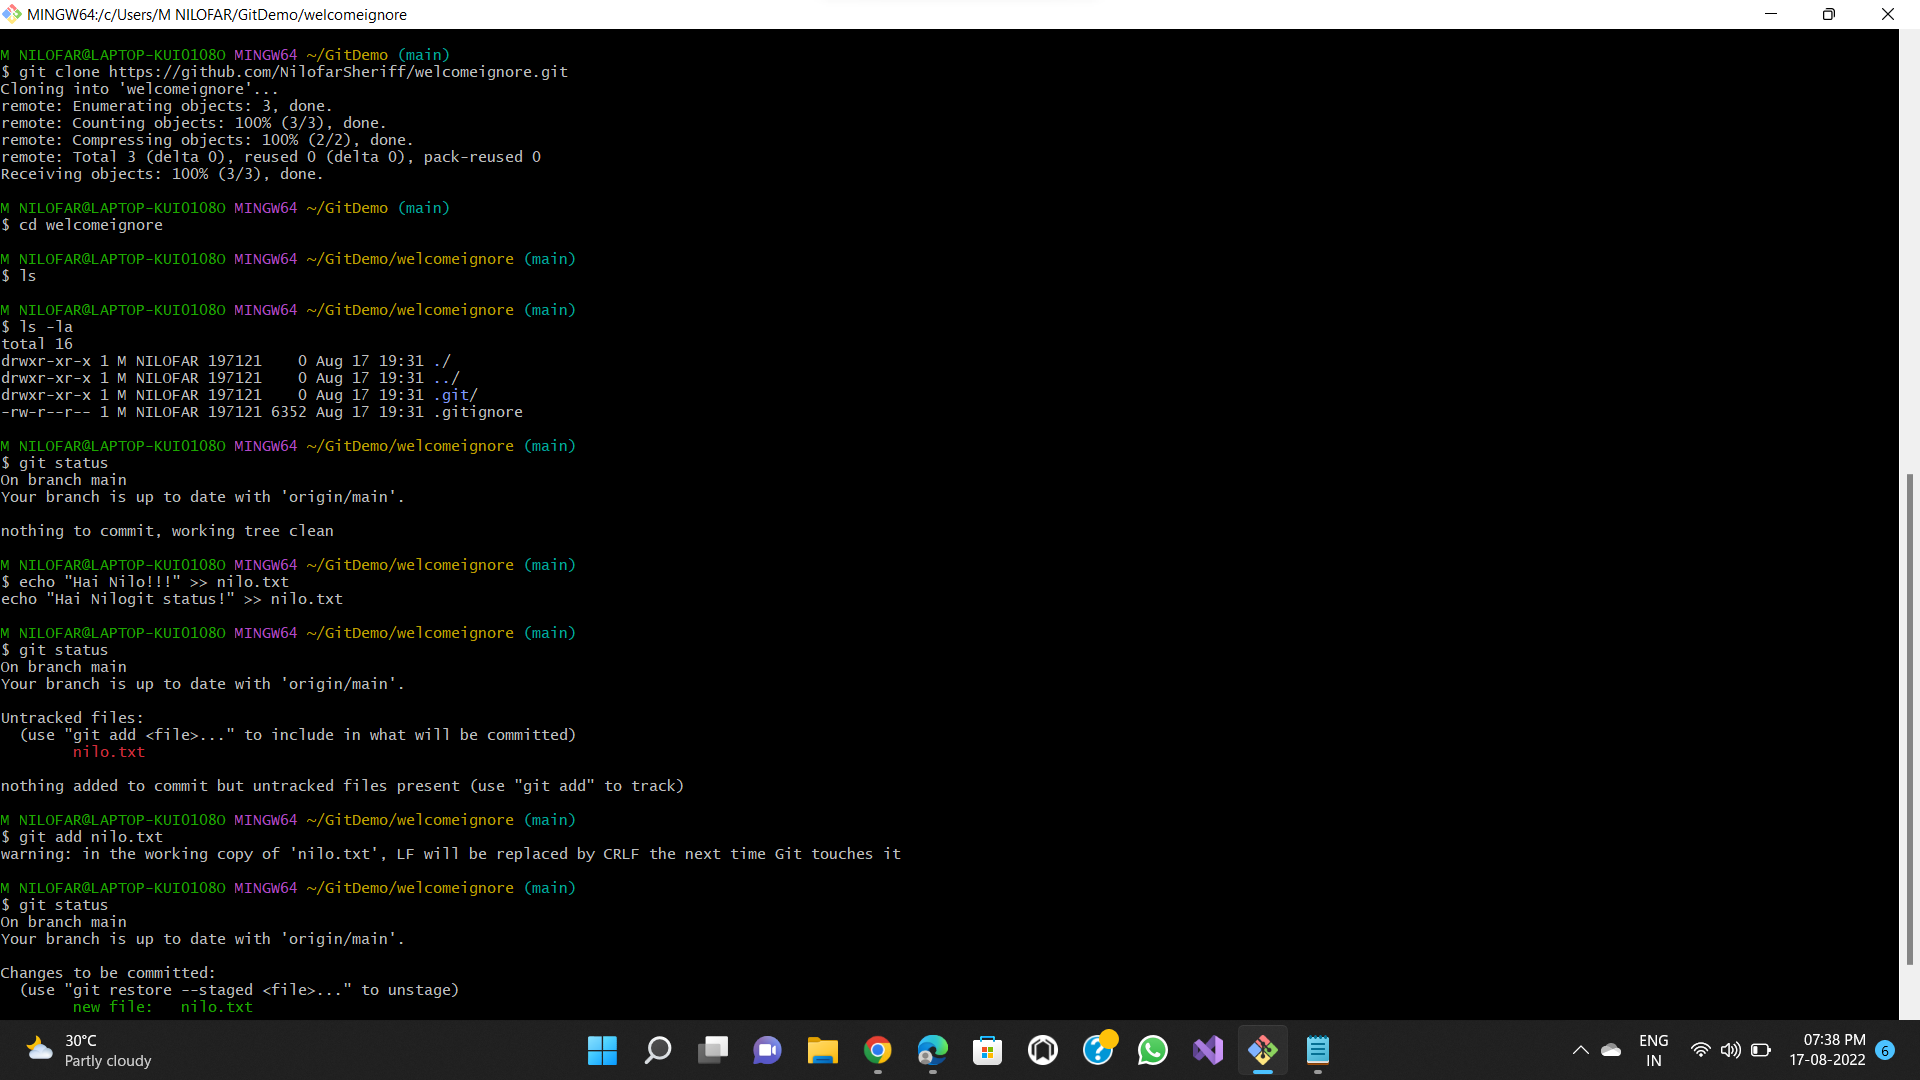 MINGW64:/c/Users/M NILOFAR/GitDemo/welcomeignore
M NILOFAR@LAPTOP-KUI0108O MINGW64 ~/GitDemo (main)
$ git clone https://github.com/NilofarSheriff/welcomeignore.git
Cloning into 'welcomeignore'...
remote: Enumerating objects: 3, done.
remote: Counting objects: 100% (3/3), done.
remote: Compressing objects: 100% (2/2), done.
remote: Total 3 (delta 0), reused 0 (delta 0), pack-reused 0
Receiving objects: 100% (3/3), done.
M NILOFAR@LAPTOP-KUI0108O MINGW64 ~/GitDemo (main)
$ cd welcomeignore
M NILOFAR@LAPTOP-KUI0108O MINGW64 ~/GitDemo/welcomeignore (main)
$ ls
M NILOFAR@LAPTOP-KUI0108O MINGW64 ~/GitDemo/welcomeignore (main)
$ ls -la
total 16
drwxr-xr-x 1 M NILOFAR 197121    0 Aug 17 19:31 ./
drwxr-xr-x 1 M NILOFAR 197121    0 Aug 17 19:31 ../
drwxr-xr-x 1 M NILOFAR 197121    0 Aug 17 19:31 .git/
-rw-r--r-- 1 M NILOFAR 197121 6352 Aug 17 19:31 .gitignore
M NILOFAR@LAPTOP-KUI0108O MINGW64 ~/GitDemo/welcomeignore (main)
$ git status
On branch main
Your branch is up to date with 'origin/main'.
nothing to commit, working tree clean
M NILOFAR@LAPTOP-KUI0108O MINGW64 ~/GitDemo/welcomeignore (main)
$ echo "Hai Nilo!!!" >> nilo.txt
echo "Hai Nilogit status!" >> nilo.txt
M NILOFAR@LAPTOP-KUI0108O MINGW64 ~/GitDemo/welcomeignore (main)
$ git status
On branch main
Your branch is up to date with 'origin/main'.
Untracked files:
  (use "git add <file>..." to include in what will be committed)
        nilo.txt
nothing added to commit but untracked files present (use "git add" to track)
M NILOFAR@LAPTOP-KUI0108O MINGW64 ~/GitDemo/welcomeignore (main)
$ git add nilo.txt
warning: in the working copy of 'nilo.txt', LF will be replaced by CRLF the next time Git touches it
M NILOFAR@LAPTOP-KUI0108O MINGW64 ~/GitDemo/welcomeignore (main)
$ git status
On branch main
Your branch is up to date with 'origin/main'.
Changes to be committed:
  (use "git restore --staged <file>..." to unstage)
        new file:   nilo.txt
30°C
Partly cloudy
ENG
IN
07:38 PM
17-08-2022
6